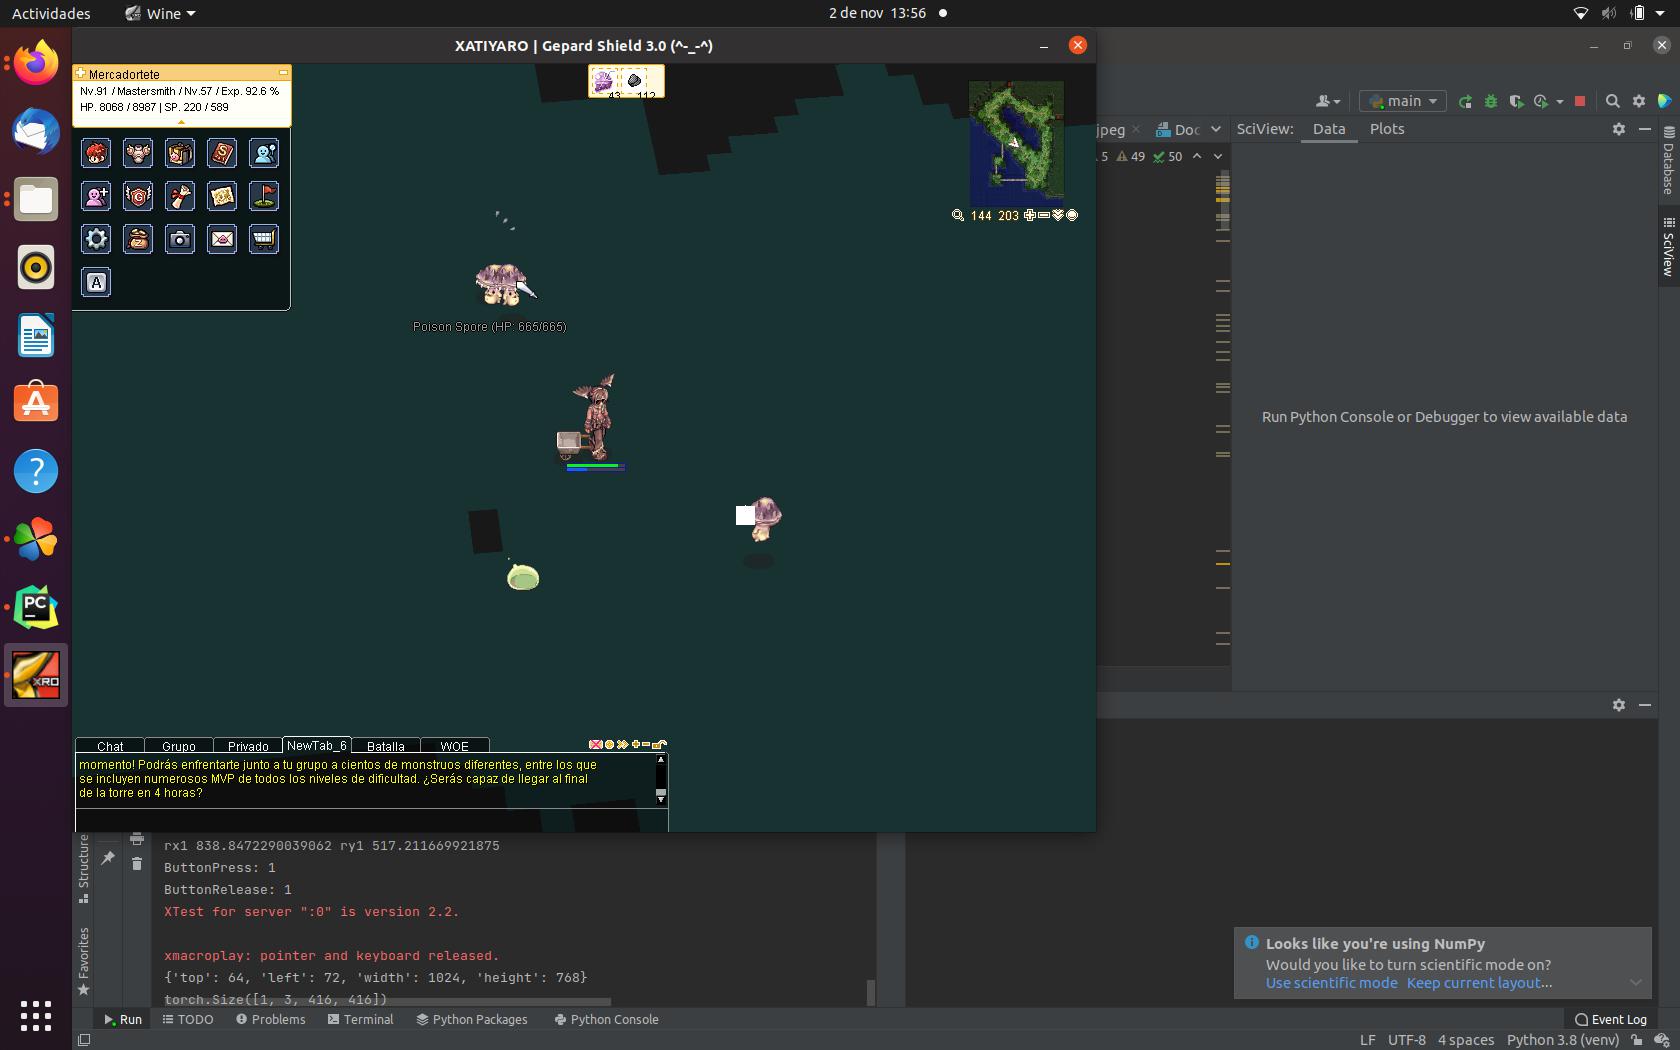 Actividades
Wine
2 de nov 13:56
XATIYARO | Gepard Shield 3.0 (^-_-^)
Mercadortete
Nv.91 / Mastersmith / Nv.57 / Exp. 92.6 %
HP. 8068 / 8987 | SP. 220 / 589
43 112
144 203
A
Poison Spore (HP: 665/665)
Chat Grupo Privado NewTab_6 Batalla WOE
momento! Podrás enfrentarte junto a tu grupo a cientos de monstruos diferentes, entre los que
se incluyen numerosos MVP de todos los niveles de dificultad. ¿Serás capaz de llegar al final
de la torre en 4 horas?
main
jpeg
Doc
SciView: Data Plots
5 49 50
Database
SciView
Run Python Console or Debugger to view available data
PC
XRO
Structure
Favorites
rx1 838.8472290039062 ry1 517.211669921875
ButtonPress: 1
ButtonRelease: 1
XTest for server ":0" is version 2.2.
xmacroplay: pointer and keyboard released.
{'top': 64, 'left': 72, 'width': 1024, 'height': 768}
torch.Size([1, 3, 416, 416])
Looks like you're using NumPy
Would you like to turn scientific mode on?
Use scientific mode Keep current layout...
Run TODO Problems Terminal Python Packages Python Console
Event Log
LF UTF-8 4 spaces Python 3.8 (venv)